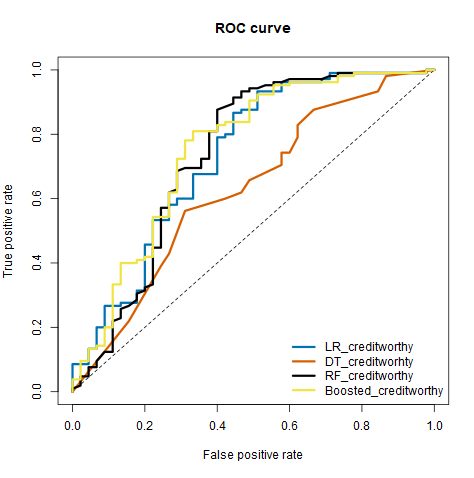 ROC curve
True positive rate
1.0
0.8
0.6
0.4
0.2
0.0
LR_creditworthy
DT_creditworhty
RF_creditworthy
Boosted_creditworthy
0.0 0.2 0.4 0.6 0.8 1.0
False positive rate